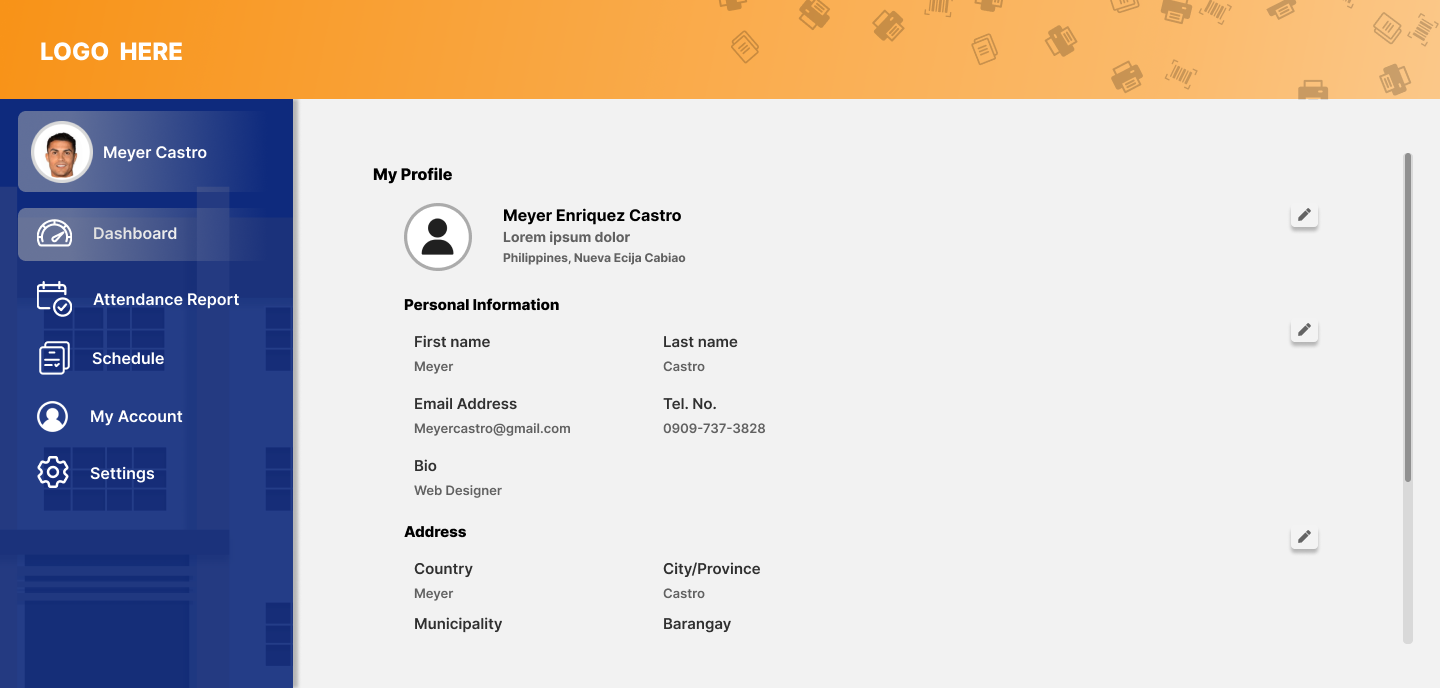 LOGO HERE
Meyer Castro
Dashboard
Attendance Report
Schedule
My Account
Settings
My Profile
Meyer Enriquez Castro
Lorem ipsum dolor
Philippines, Nueva Ecija Cabiao
Personal Information
First name Last name
Meyer Castro
Email Address Tel. No.
Meyercastro@gmail.com 0909-737-3828
Bio
Web Designer
Address
Country City/Province
Meyer Castro
Municipality Barangay